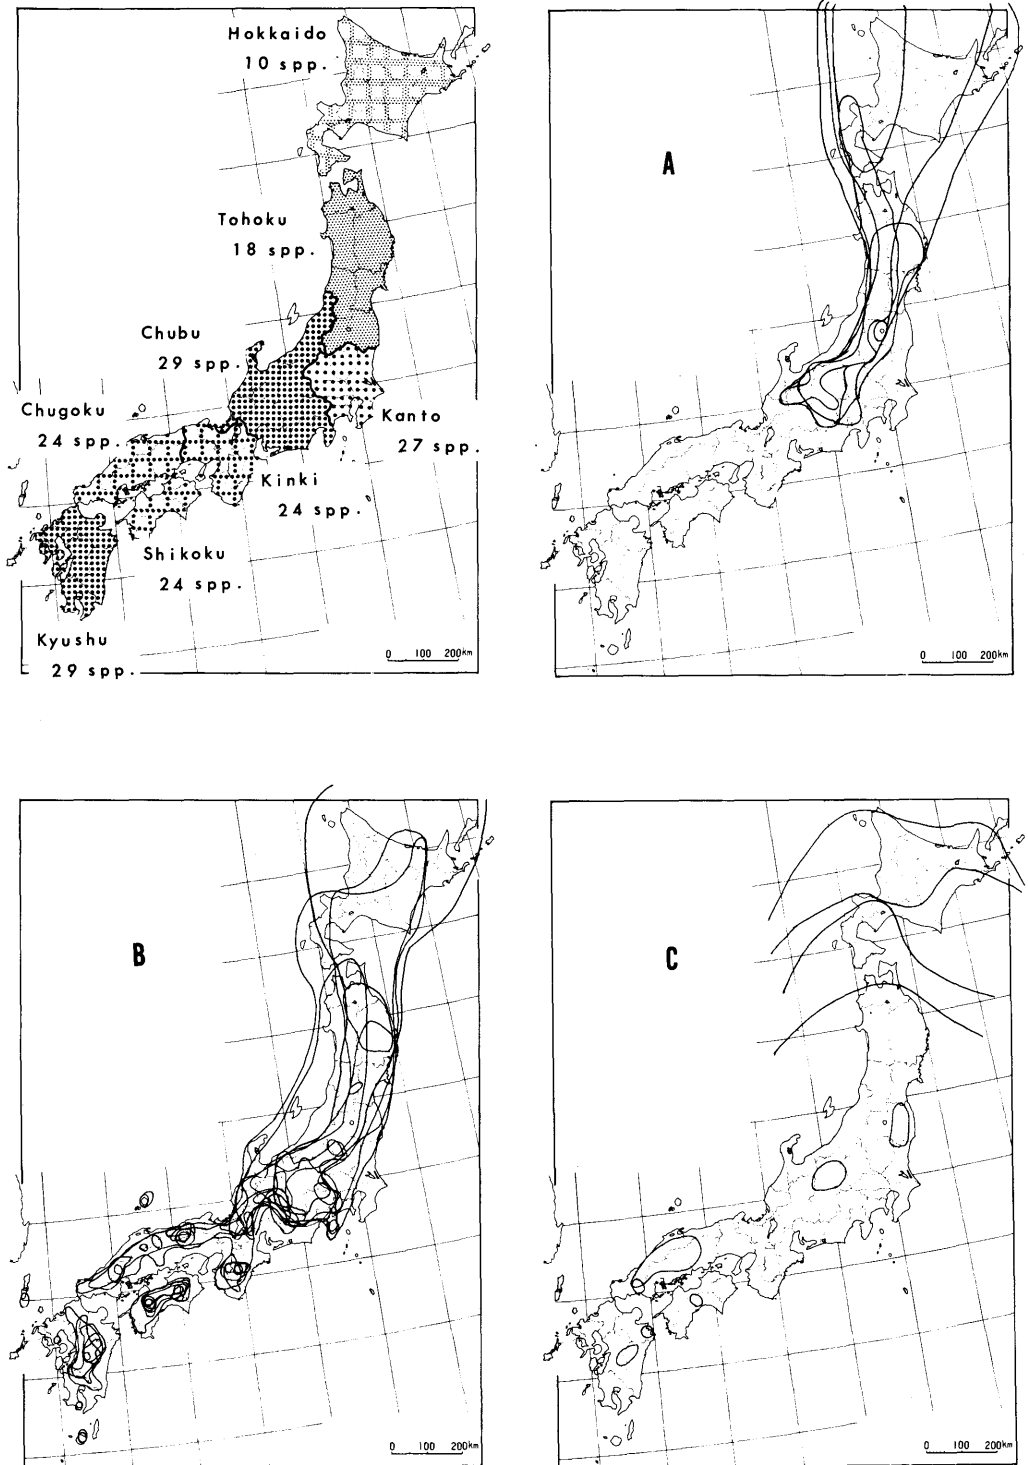 Hokkaido
10 spp.
Tohoku
18 spp.
Chubu
29 spp.
Chugoku
24 spp.
Kanto
27 spp.
Kinki
24 spp.
Shikoku
24 spp.
Kyushu
29 spp.
0 100 200km
A
0 100 200km
B
0 100 200km
C
0 100 200km